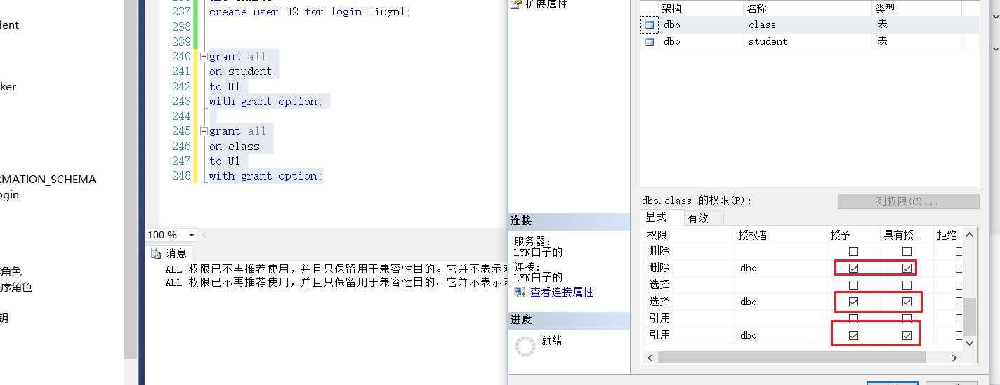 dent
ker
RMATION_SCHEMA
ogin
角色
序角色
钥
237 create user U2 for login liuyn1;
238
239
240 grant all
241 on student
242 to U1
243 with grant option;
244
245 grant all
246 on class
247 to U1
248 with grant option;
100 %
消息
ALL 权限已不再推荐使用，并且只保留用于兼容性目的。它并不表示对
ALL 权限已不再推荐使用，并且只保留用于兼容性目的。它并不表示对
扩展属性
连接
服务器:
LYN白子的
连接:
LYN白子的
查看连接属性
进度
就绪
架构 名称 类型
dbo class 表
dbo student 表
dbo.class 的权限(P):
列权限(C)...
显式 有效
权限 授权者 授予 具有授... 拒绝
删除
删除 dbo
选择
选择 dbo
引用
引用 dbo